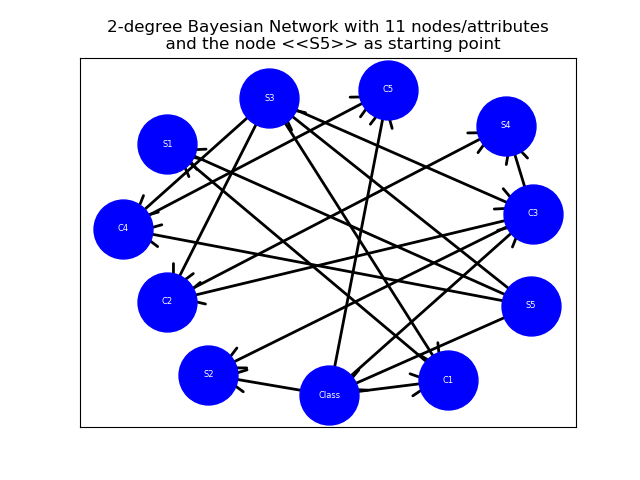 2-degree Bayesian Network with 11 nodes/attributes
and the node <<S5>> as starting point
C5
S3
S4
S1
C3
C4
C2
S5
S2
C1
Class